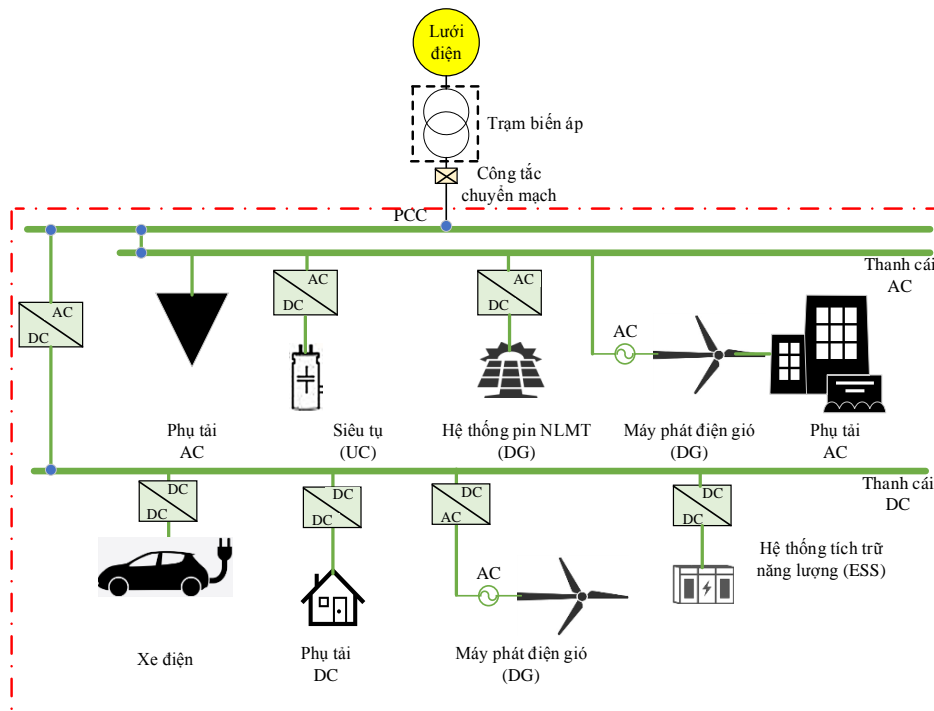 Lưới
điện
Trạm biến áp
Công tắc
chuyển mạch
PCC
Thanh cái
AC
AC
DC
AC
DC
AC
DC
AC
Phụ tải
AC
Siêu tụ
(UC)
Hệ thống pin NLMT
(DG)
Máy phát điện gió
(DG)
Phụ tải
AC
Thanh cái
DC
DC
DC
DC
DC
DC
AC
DC
DC
AC
Hệ thống tích trữ
năng lượng (ESS)
Xe điện
Phụ tải
DC
Máy phát điện gió
(DG)